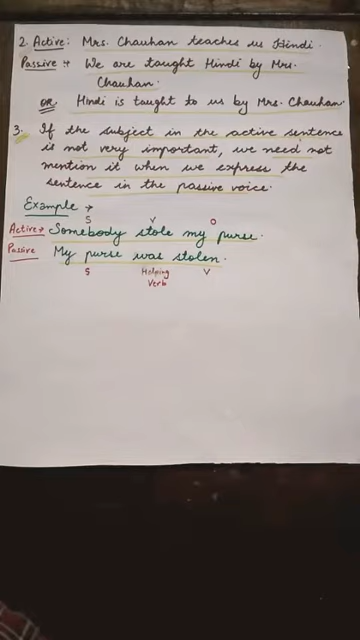 2. Active: Mrs. Chauhan teaches us Hindi.
Passive :- We are taught Hindi by Mrs.
Chauhan.
OR Hindi is taught to us by Mrs. Chauhan.
3. If the subject in the active sentence
is not very important, we need not
mention it when we express the
sentence in the passive voice.
Example →
S V O
Active→ Somebody stole my purse.
Passive My purse was stolen.
S Helping V
Verb